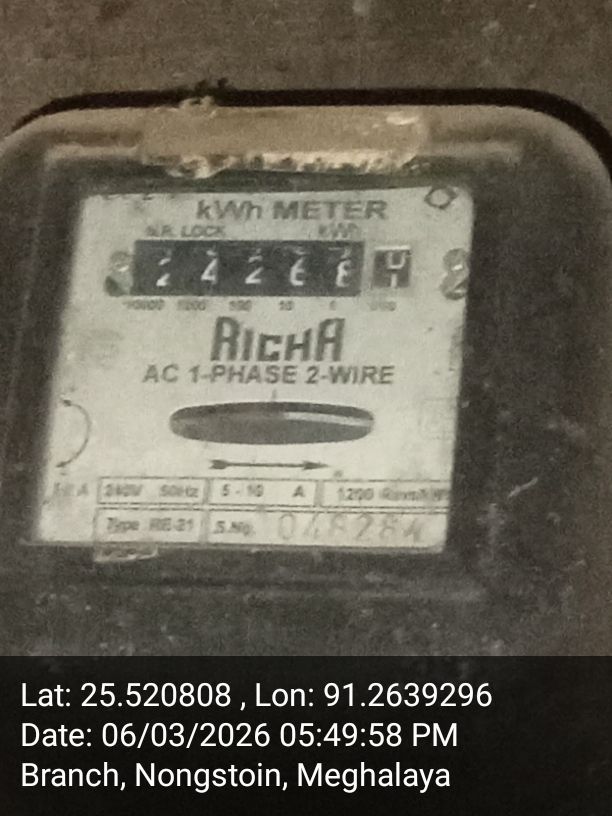 kWh METER
N.R. LOCK kWh
2 4 2 6 8
10000 1000 100 10 1
RICHA
AC 1-PHASE 2-WIRE
240V 50Hz 5 - 10 A 1200
Type S.No.
Lat: 25.520808 , Lon: 91.2639296
Date: 06/03/2026 05:49:58 PM
Branch, Nongstoin, Meghalaya